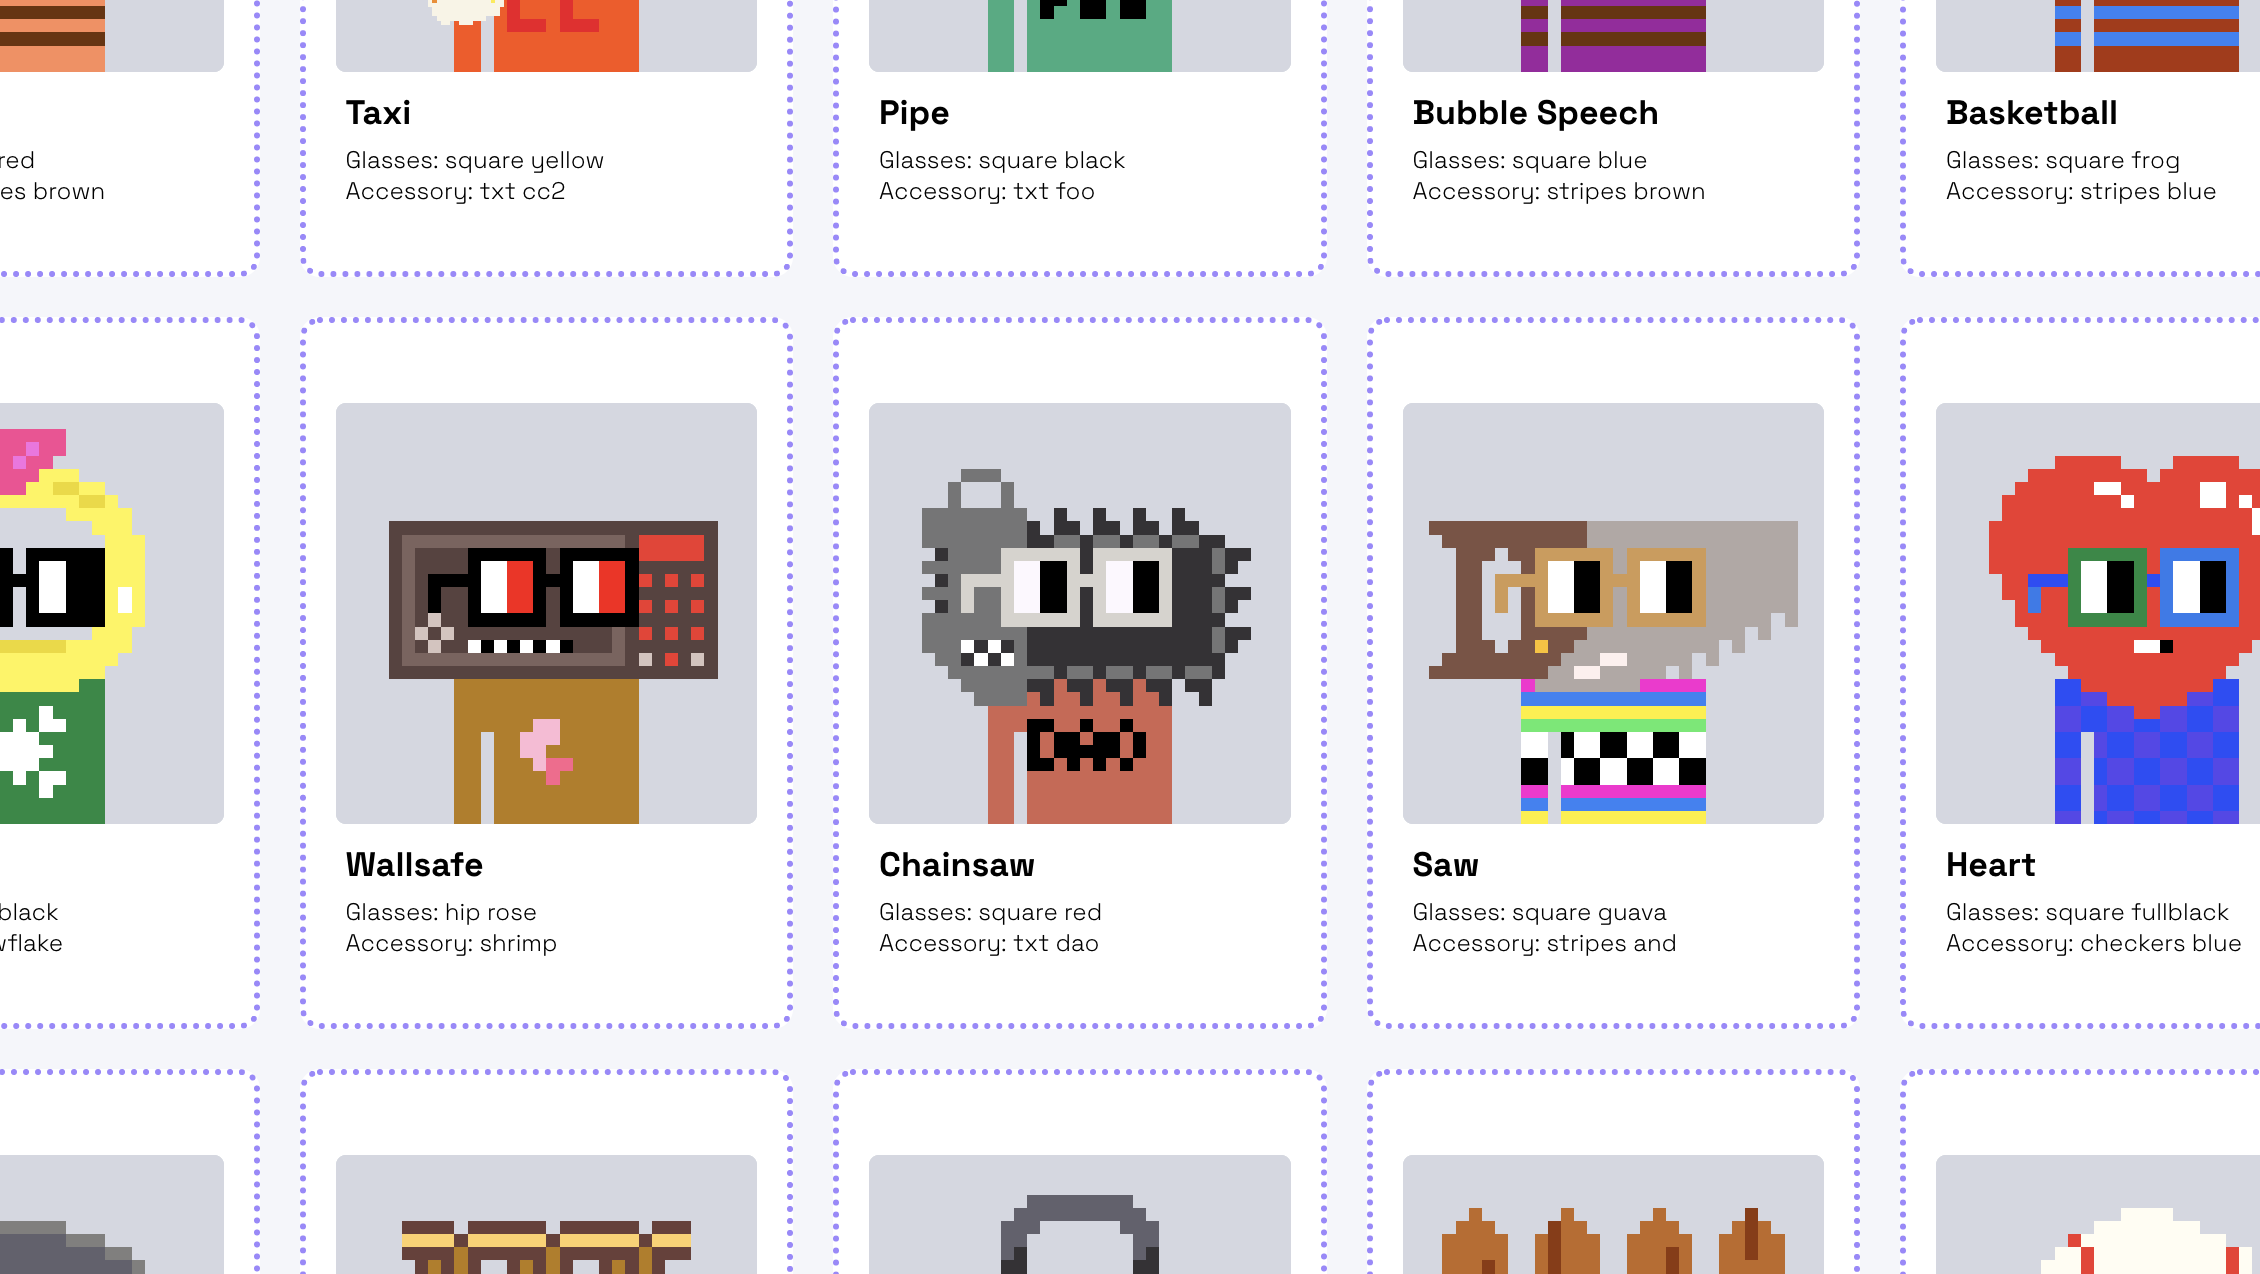 Taxi
Glasses: square yellow
Accessory: txt cc2
Pipe
Glasses: square black
Accessory: txt foo
Bubble Speech
Glasses: square blue
Accessory: stripes brown
Basketball
Glasses: square frog
Accessory: stripes blue
red
es brown
Wallsafe
Glasses: hip rose
Accessory: shrimp
Chainsaw
Glasses: square red
Accessory: txt dao
Saw
Glasses: square guava
Accessory: stripes and
Heart
Glasses: square fullblack
Accessory: checkers blue
black
flake